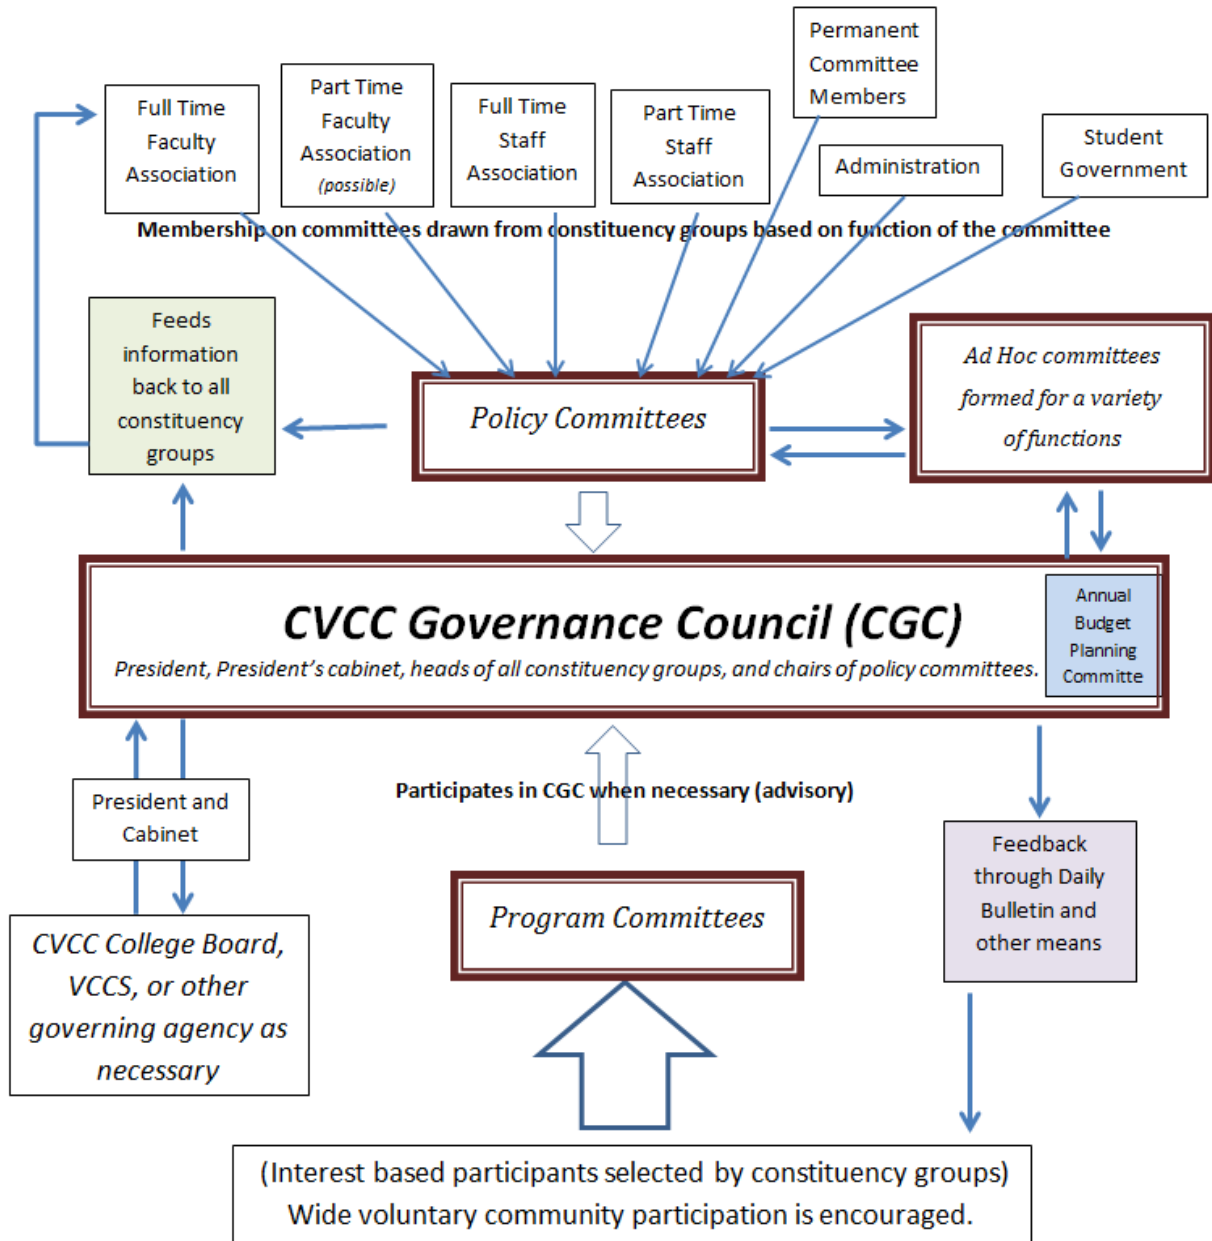 Full Time
Faculty
Association
Part Time
Faculty
Association
(possible)
Full Time
Staff
Association
Part Time
Staff
Association
Permanent
Committee
Members
Administration
Student
Government
Membership on committees drawn from constituency groups based on function of the committee
Feeds
information
back to all
constituency
groups
Policy Committees
Ad Hoc committees
formed for a variety
of functions
CVCC Governance Council (CGC)
President, President's cabinet, heads of all constituency groups, and chairs of policy committees.
Annual
Budget
Planning
Committe
President and
Cabinet
Participates in CGC when necessary (advisory)
CVCC College Board,
VCCS, or other
governing agency as
necessary
Program Committees
Feedback
through Daily
Bulletin and
other means
(Interest based participants selected by constituency groups)
Wide voluntary community participation is encouraged.